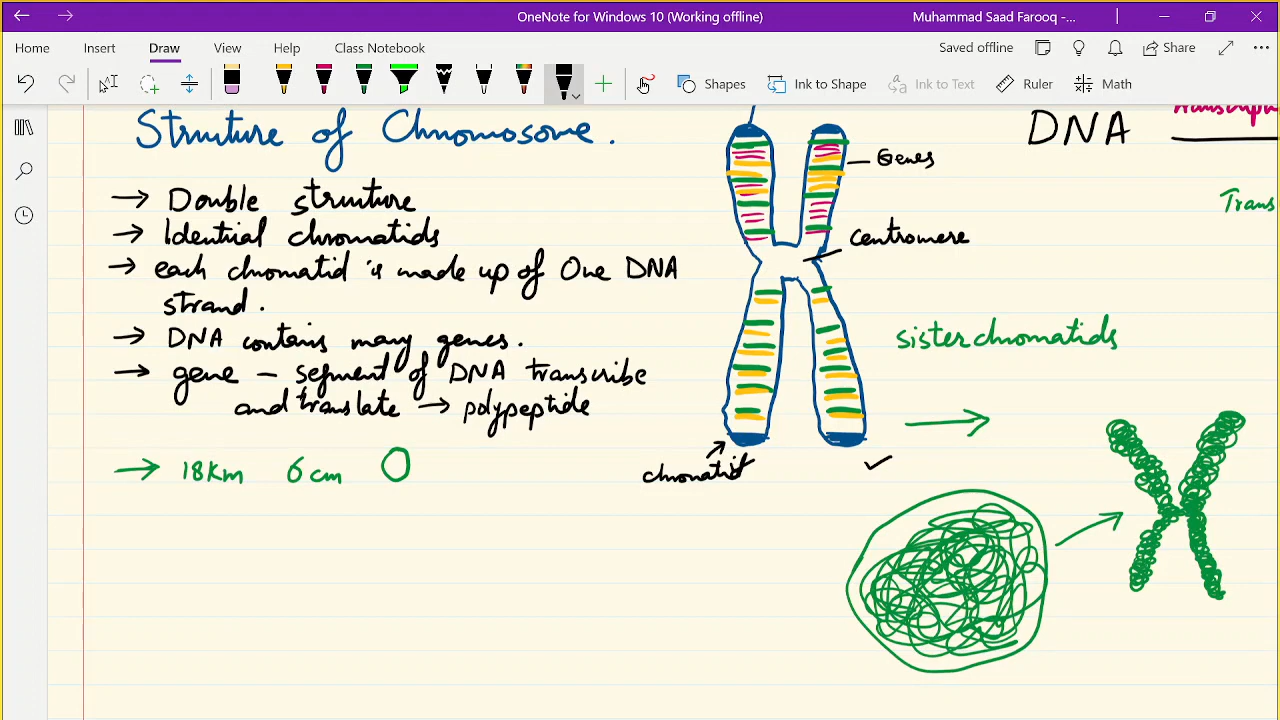 OneNote for Windows 10 (Working offline)
Muhammad Saad Farooq -...
Home Insert Draw View Help Class Notebook
Saved offline
Share
Shapes
Ink to Shape
Ink to Text
Ruler
Math
Structure of Chromosome.
→ Double structure
→ Identical chromatids
→ each chromatid is made up of One DNA
strand.
→ DNA contains many genes.
→ gene – segment of DNA transcribe
and translate → polypeptide
→ 18Km 6cm
Genes
Centromere
sister chromatids
chromatid
DNA
Transcrip
Trans